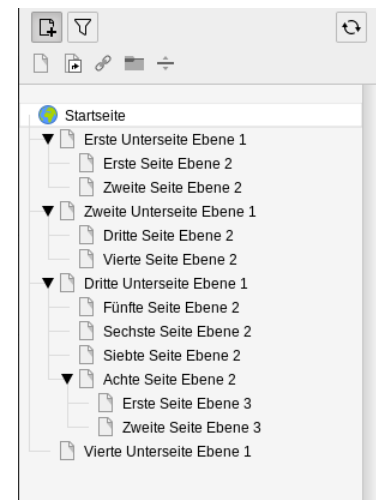 Startseite
Erste Unterseite Ebene 1
Erste Seite Ebene 2
Zweite Seite Ebene 2
Zweite Unterseite Ebene 1
Dritte Seite Ebene 2
Vierte Seite Ebene 2
Dritte Unterseite Ebene 1
Fünfte Seite Ebene 2
Sechste Seite Ebene 2
Siebte Seite Ebene 2
Achte Seite Ebene 2
Erste Seite Ebene 3
Zweite Seite Ebene 3
Vierte Unterseite Ebene 1